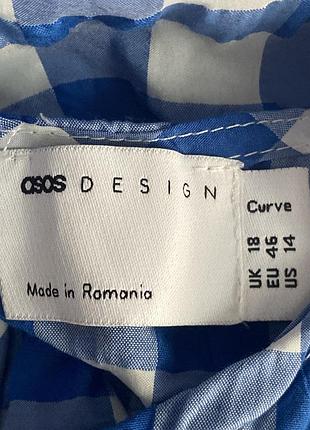 asos DESIGN
Made in Romania
Curve
UK 18
EU 46
US 14